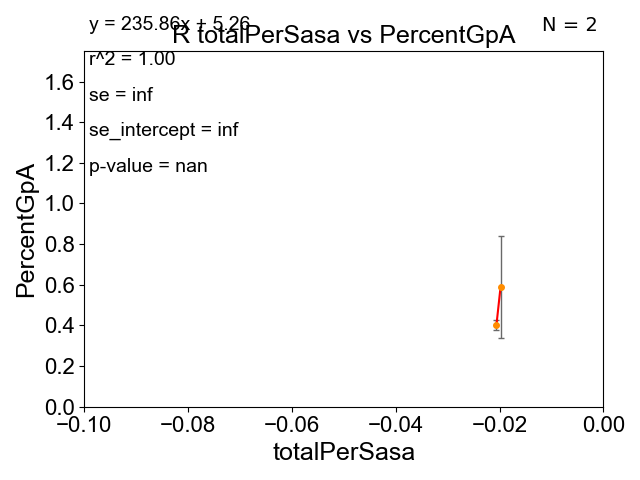 y = 235.86x + 5.26
N = 2
R totalPerSasa vs PercentGpA
r^2 = 1.00
se = inf
se_intercept = inf
p-value = nan
PercentGpA
1.6
1.4
1.2
1.0
0.8
0.6
0.4
0.2
0.0
−0.10
−0.08
−0.06
−0.04
−0.02
0.00
totalPerSasa